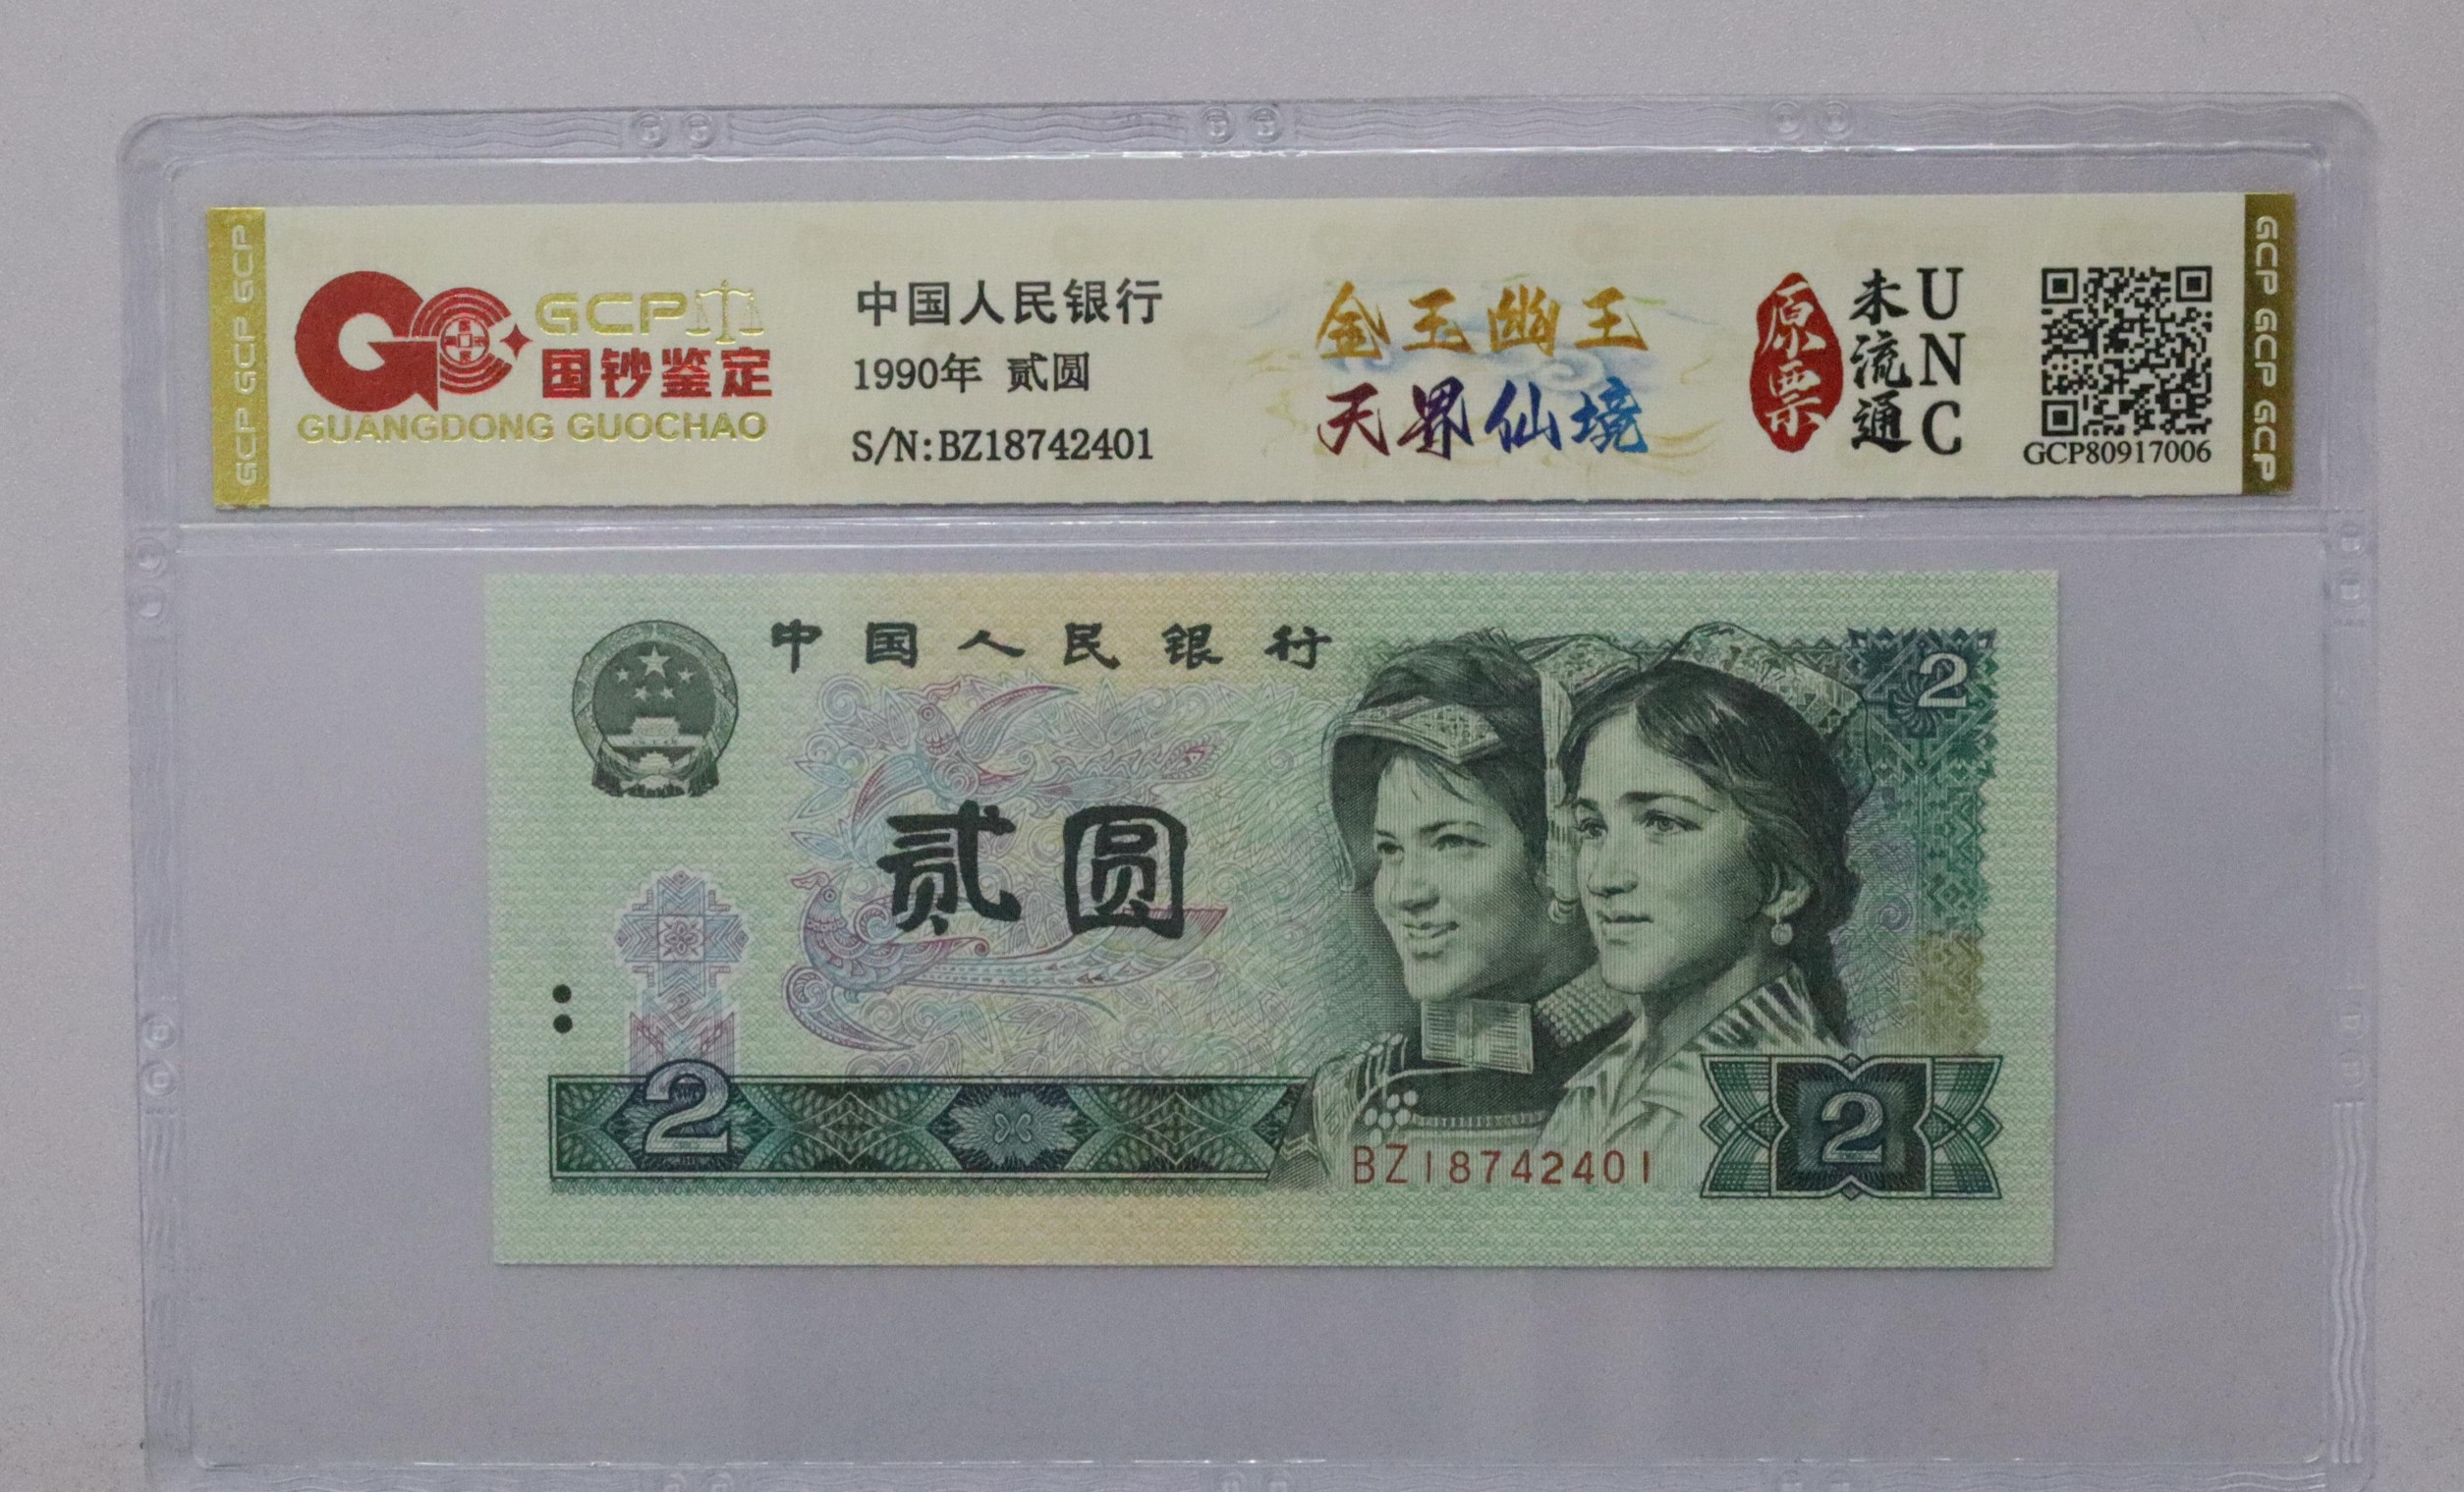 GCP GCP GCP
GCP
国钞鉴定
GUANGDONG GUOCHAO
中国人民银行
1990年 贰圆
S/N:BZ18742401
金玉幽王
天界仙境
原票
未流通
UNC
GCP80917006
GCP GCP GCP
中国人民银行
2
贰圆
2
BZ18742401
2